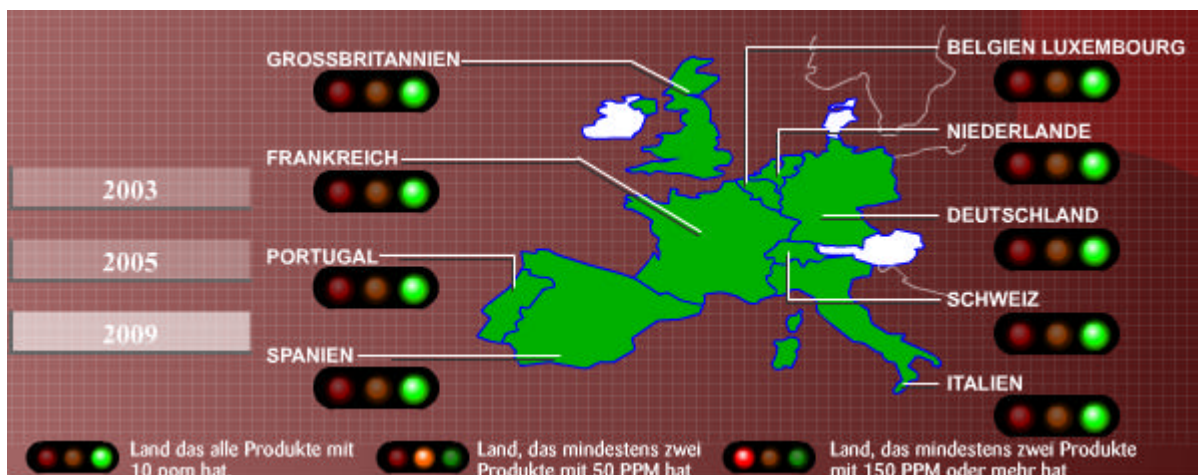 GROSSBRITANNIEN
BELGIEN LUXEMBOURG
FRANKREICH
NIEDERLANDE
2003
DEUTSCHLAND
2005
PORTUGAL
SCHWEIZ
2009
SPANIEN
ITALIEN
Land das alle Produkte mit
10 ppm hat
Land, das mindestens zwei
Produkte mit 50 PPM hat
Land, das mindestens zwei Produkte
mit 150 PPM oder mehr hat